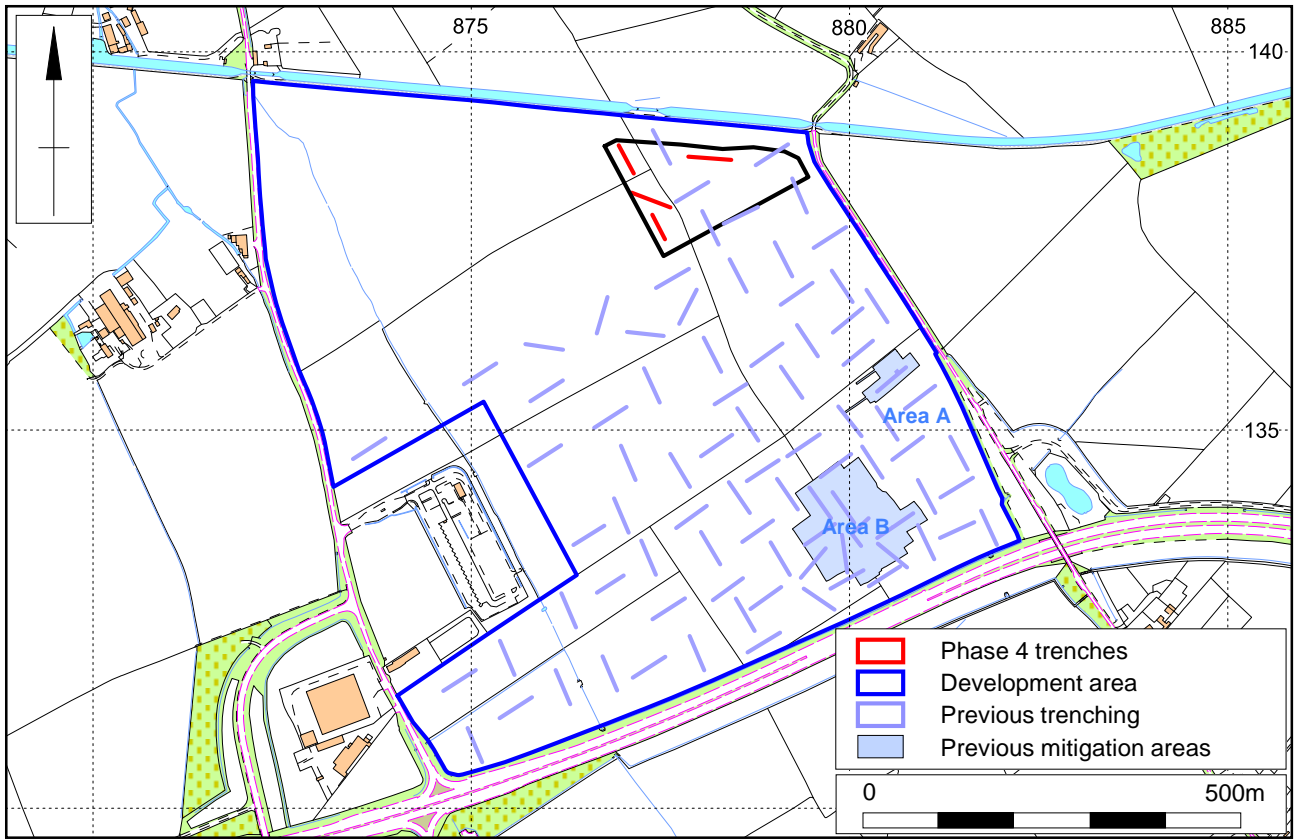 875
880
885
140
Area A
135
Area B
Phase 4 trenches
Development area
Previous trenching
Previous mitigation areas
0 500m